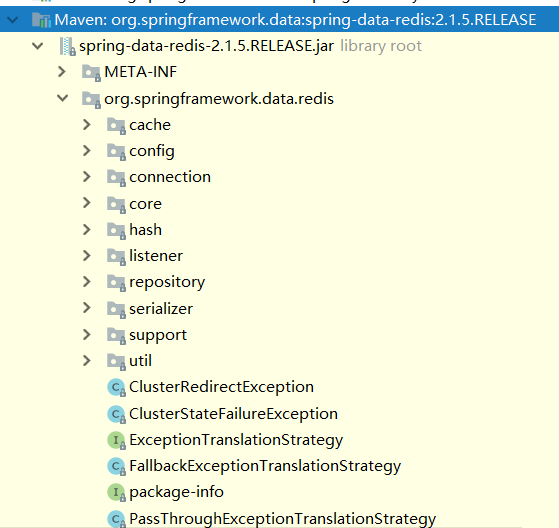 Maven: org.springframework.data:spring-data-redis:2.1.5.RELEASE
spring-data-redis-2.1.5.RELEASE.jar library root
META-INF
org.springframework.data.redis
cache
config
connection
core
hash
listener
repository
serializer
support
util
ClusterRedirectException
ClusterStateFailureException
ExceptionTranslationStrategy
FallbackExceptionTranslationStrategy
package-info
PassThroughExceptionTranslationStrategy